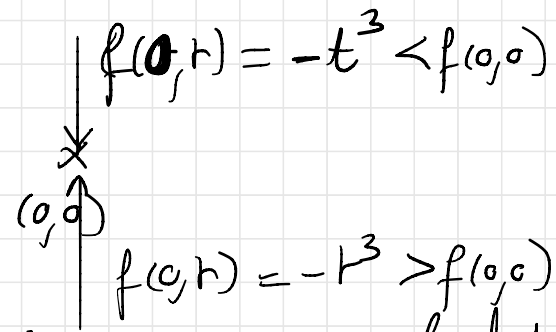 f(0,t) = -t³ < f(0,0)
(0,0)
f(0,t) = -t³ > f(0,0)